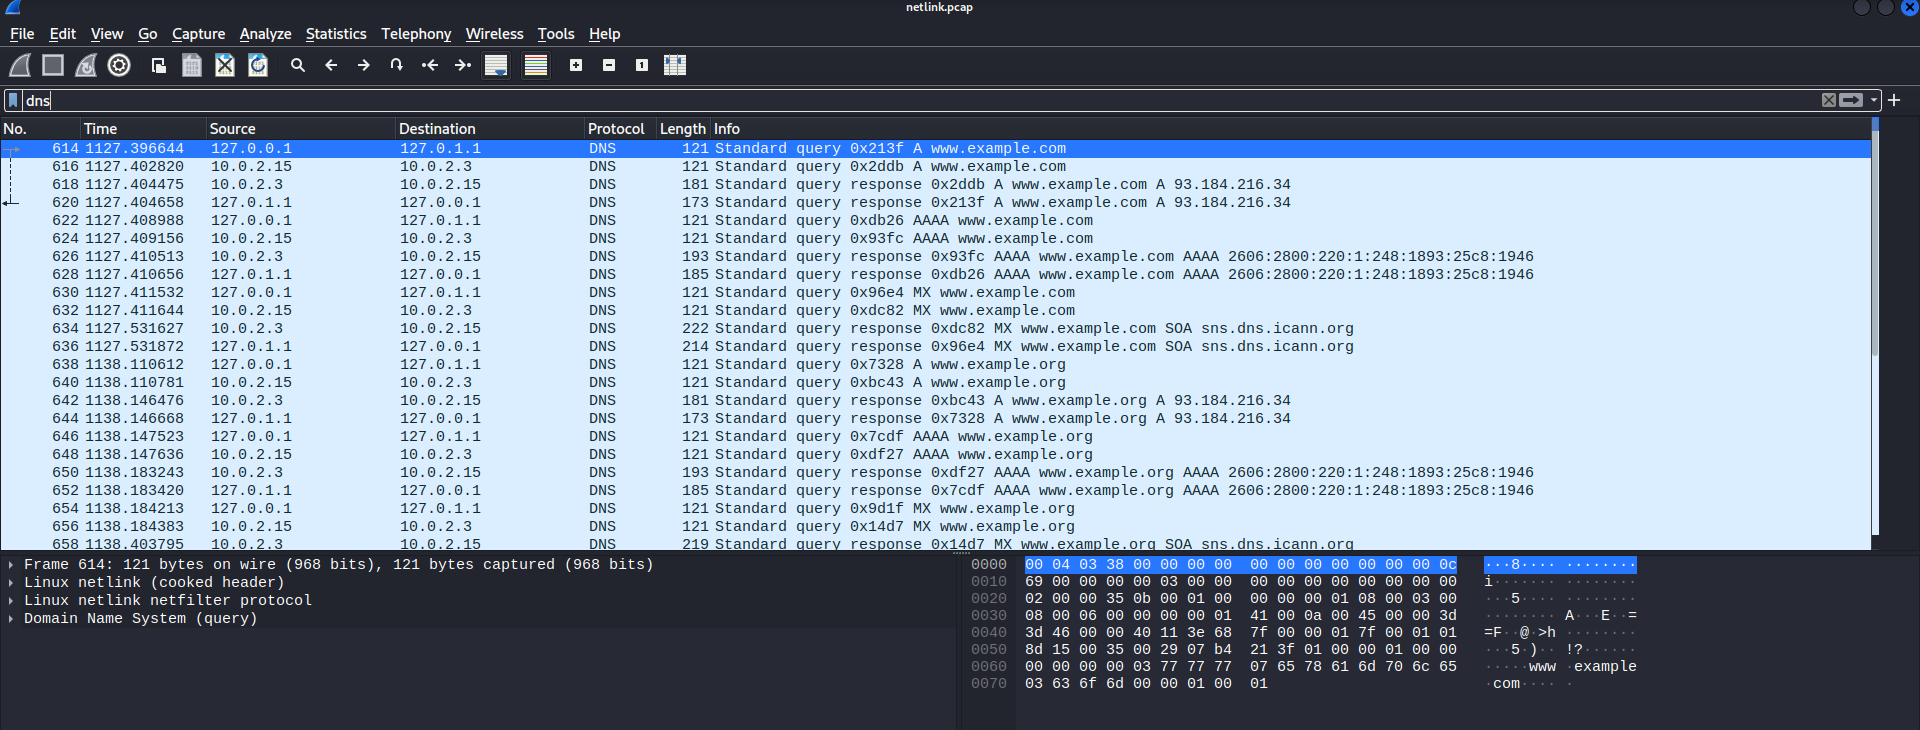 netlink.pcap
File Edit View Go Capture Analyze Statistics Telephony Wireless Tools Help
dns
No. Time Source Destination Protocol Length Info
614 1127.396644 127.0.0.1 127.0.1.1 DNS 121 Standard query 0x213f A www.example.com
616 1127.402820 10.0.2.15 10.0.2.3 DNS 121 Standard query 0x2ddb A www.example.com
618 1127.404475 10.0.2.3 10.0.2.15 DNS 181 Standard query response 0x2ddb A www.example.com A 93.184.216.34
620 1127.404658 127.0.1.1 127.0.0.1 DNS 173 Standard query response 0x213f A www.example.com A 93.184.216.34
622 1127.408988 127.0.0.1 127.0.1.1 DNS 121 Standard query 0xdb26 AAAA www.example.com
624 1127.409156 10.0.2.15 10.0.2.3 DNS 121 Standard query 0x93fc AAAA www.example.com
626 1127.410513 10.0.2.3 10.0.2.15 DNS 193 Standard query response 0x93fc AAAA www.example.com AAAA 2606:2800:220:1:248:1893:25c8:1946
628 1127.410656 127.0.1.1 127.0.0.1 DNS 185 Standard query response 0xdb26 AAAA www.example.com AAAA 2606:2800:220:1:248:1893:25c8:1946
630 1127.411532 127.0.0.1 127.0.1.1 DNS 121 Standard query 0x96e4 MX www.example.com
632 1127.411644 10.0.2.15 10.0.2.3 DNS 121 Standard query 0xdc82 MX www.example.com
634 1127.531627 10.0.2.3 10.0.2.15 DNS 222 Standard query response 0xdc82 MX www.example.com SOA sns.dns.icann.org
636 1127.531872 127.0.1.1 127.0.0.1 DNS 214 Standard query response 0x96e4 MX www.example.com SOA sns.dns.icann.org
638 1138.110612 127.0.0.1 127.0.1.1 DNS 121 Standard query 0x7328 A www.example.org
640 1138.110781 10.0.2.15 10.0.2.3 DNS 121 Standard query 0xbc43 A www.example.org
642 1138.146476 10.0.2.3 10.0.2.15 DNS 181 Standard query response 0xbc43 A www.example.org A 93.184.216.34
644 1138.146668 127.0.1.1 127.0.0.1 DNS 173 Standard query response 0x7328 A www.example.org A 93.184.216.34
646 1138.147523 127.0.0.1 127.0.1.1 DNS 121 Standard query 0x7cdf AAAA www.example.org
648 1138.147636 10.0.2.15 10.0.2.3 DNS 121 Standard query 0xdf27 AAAA www.example.org
650 1138.183243 10.0.2.3 10.0.2.15 DNS 193 Standard query response 0xdf27 AAAA www.example.org AAAA 2606:2800:220:1:248:1893:25c8:1946
652 1138.183420 127.0.1.1 127.0.0.1 DNS 185 Standard query response 0x7cdf AAAA www.example.org AAAA 2606:2800:220:1:248:1893:25c8:1946
654 1138.184213 127.0.0.1 127.0.1.1 DNS 121 Standard query 0x9d1f MX www.example.org
656 1138.184383 10.0.2.15 10.0.2.3 DNS 121 Standard query 0x14d7 MX www.example.org
658 1138.403795 10.0.2.3 10.0.2.15 DNS 219 Standard query response 0x14d7 MX www.example.org SOA sns.dns.icann.org
Frame 614: 121 bytes on wire (968 bits), 121 bytes captured (968 bits)
Linux netlink (cooked header)
Linux netlink netfilter protocol
Domain Name System (query)
0000 00 04 03 38 00 00 00 00 00 00 00 00 00 00 00 0c ···8···· ········
0010 69 00 00 00 00 03 00 00 00 00 00 00 00 00 00 00 i······· ········
0020 02 00 00 35 0b 00 01 00 00 00 00 01 08 00 03 00 ···5···· ········
0030 08 00 06 00 00 00 00 01 41 00 0a 00 45 00 00 3d ········ A···E··=
0040 3d 46 00 00 40 11 3e 68 7f 00 00 01 7f 00 01 01 =F··@·>h ········
0050 8d 15 00 35 00 29 07 b4 21 3f 01 00 00 01 00 00 ···5·)·· !?······
0060 00 00 00 00 03 77 77 77 07 65 78 61 6d 70 6c 65 ·····www ·example
0070 03 63 6f 6d 00 00 01 00 01 ·com···· ·